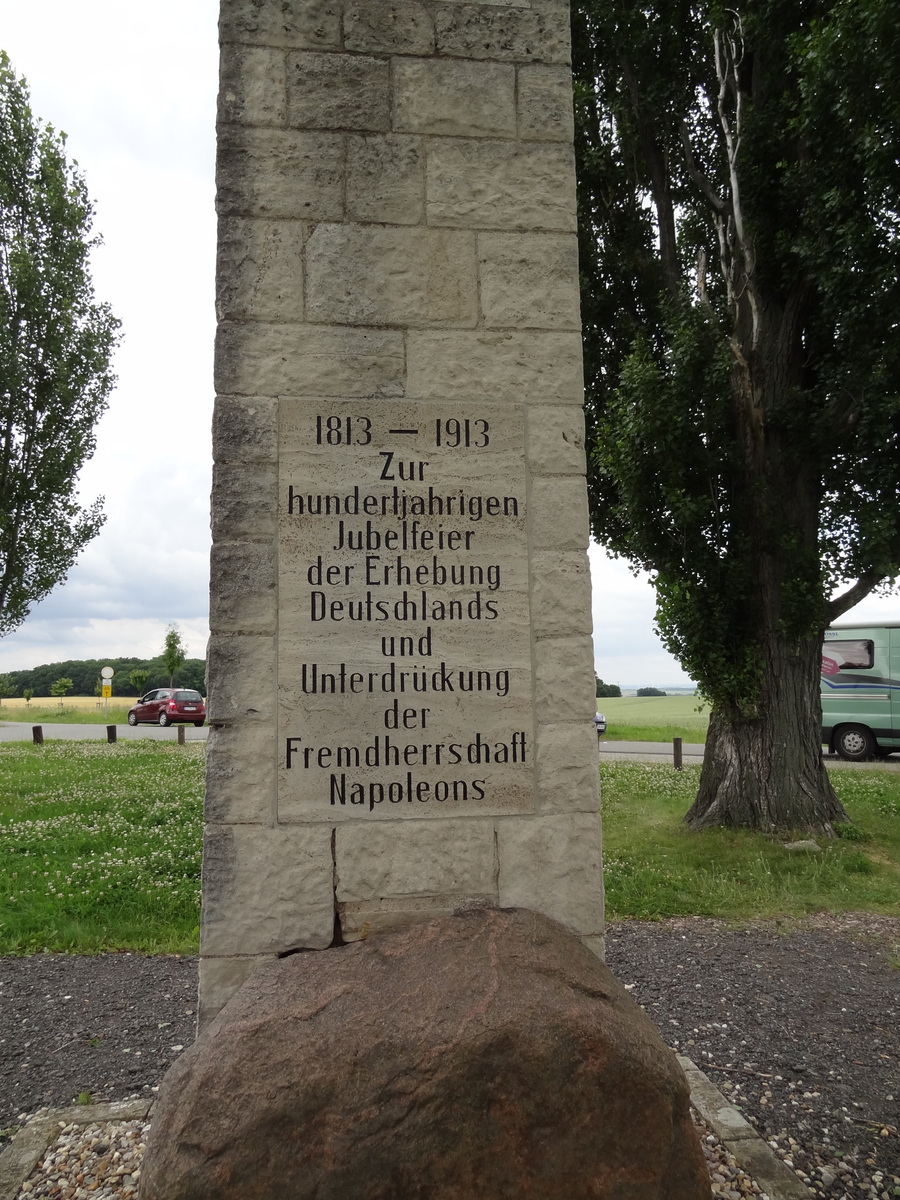 1813 — 1913
Zur
hundertjahrigen
Jubelfeier
der Erhebung
Deutschlands
und
Unterdrückung
der
Fremdherrschaft
Napoleons